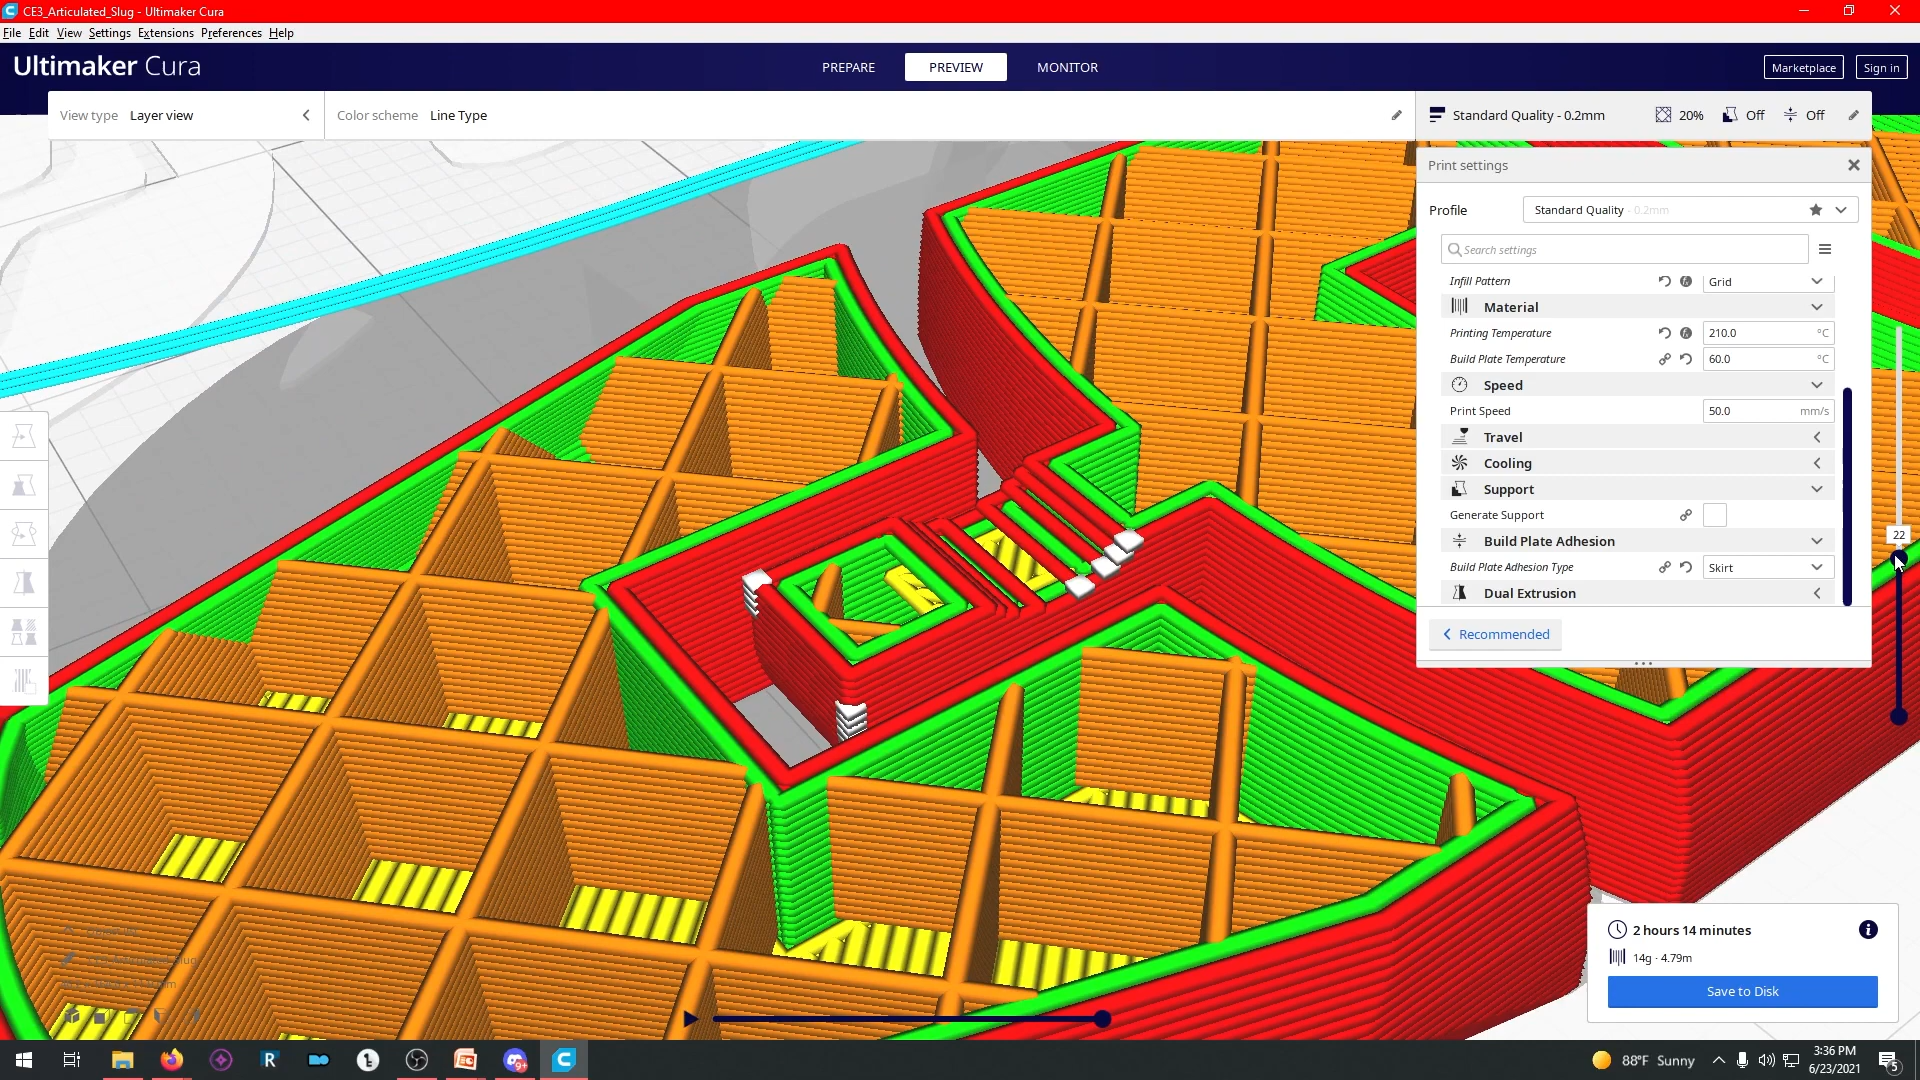 CE3_Articulated_Slug - Ultimaker Cura
File Edit View Settings Extensions Preferences Help
Ultimaker Cura
PREPARE PREVIEW MONITOR
Marketplace Sign in
View type Layer view
Color scheme Line Type
Standard Quality - 0.2mm 20% Off Off
Print settings
Profile Standard Quality - 0.2mm
Search settings
Infill Pattern Grid
Material
Printing Temperature 210.0 °C
Build Plate Temperature 60.0 °C
Speed
Print Speed 50.0 mm/s
Travel
Cooling
Support
Generate Support
Build Plate Adhesion
Build Plate Adhesion Type Skirt
Dual Extrusion
Recommended
22
2 hours 14 minutes
14g · 4.79m
Save to Disk
88°F Sunny
3:36 PM
6/23/2021
5